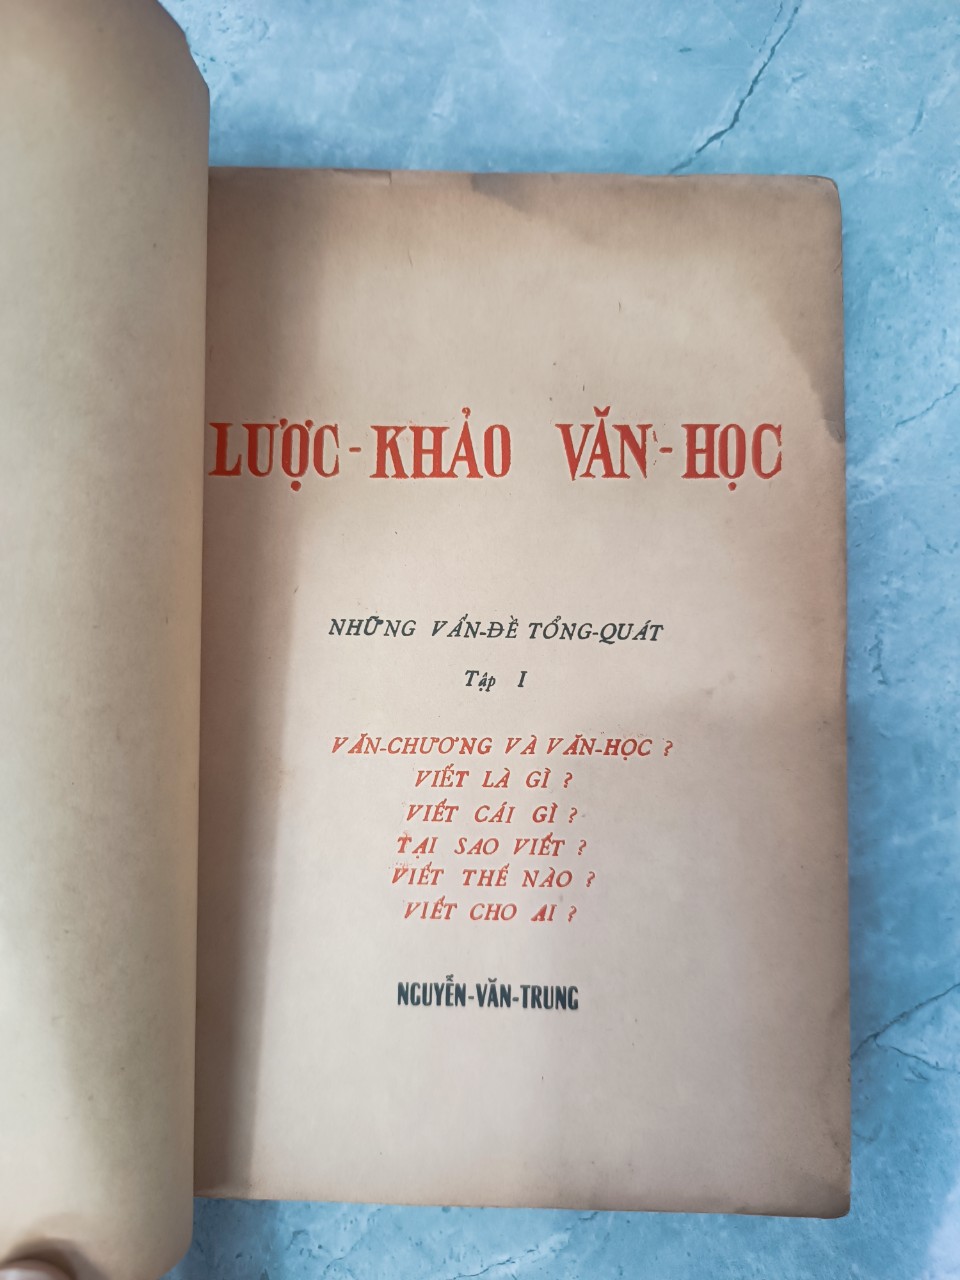 LƯỢC-KHẢO VĂN-HỌC
NHỮNG VẤN-ĐỀ TỔNG-QUÁT
Tập I
VĂN-CHƯƠNG VÀ VĂN-HỌC ?
VIẾT LÀ GÌ ?
VIẾT CÁI GÌ ?
TẠI SAO VIẾT ?
VIẾT THẾ NÀO ?
VIẾT CHO AI ?
NGUYỄN-VĂN-TRUNG